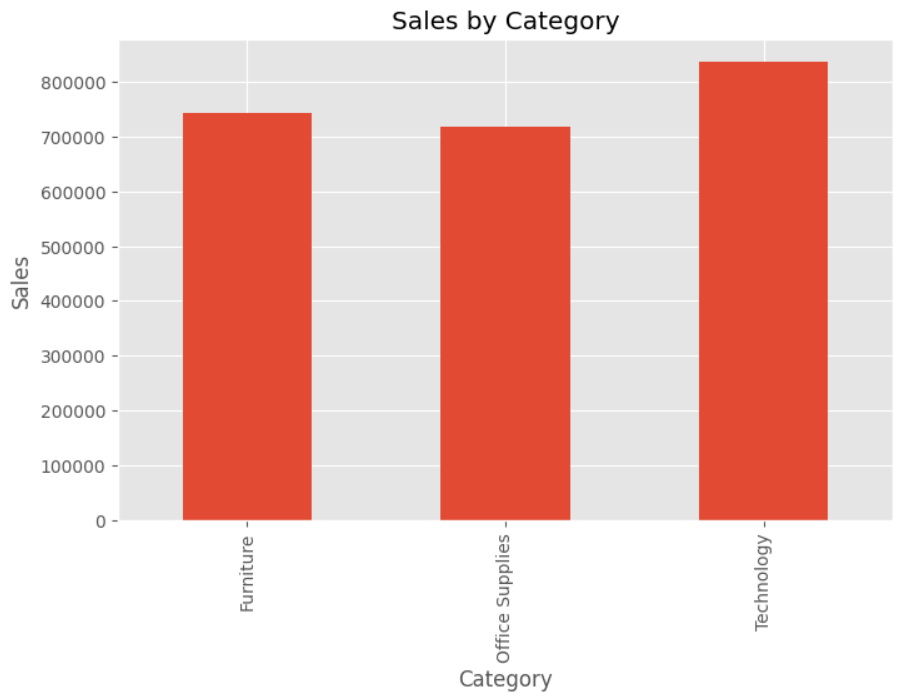 Sales by Category
Sales
800000
700000
600000
500000
400000
300000
200000
100000
0
Furniture
Office Supplies
Technology
Category